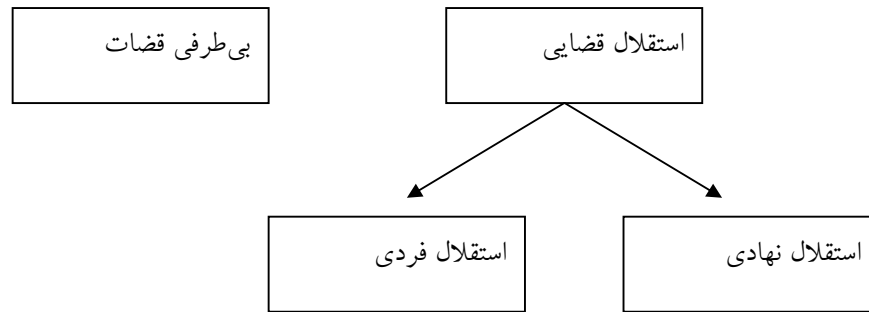 استقلال قضایی
بی‌طرفی قضات
استقلال نهادی
استقلال فردی